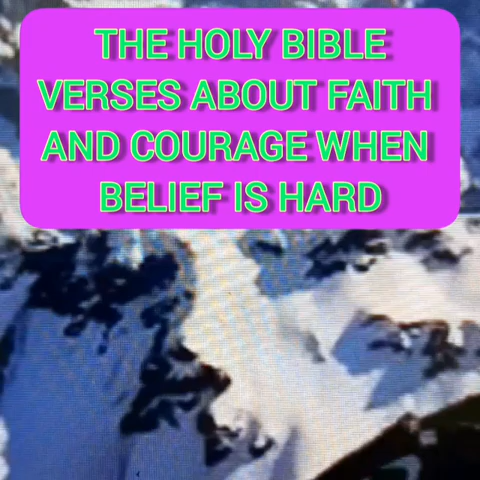 THE HOLY BIBLE
VERSES ABOUT FAITH
AND COURAGE WHEN
BELIEF IS HARD